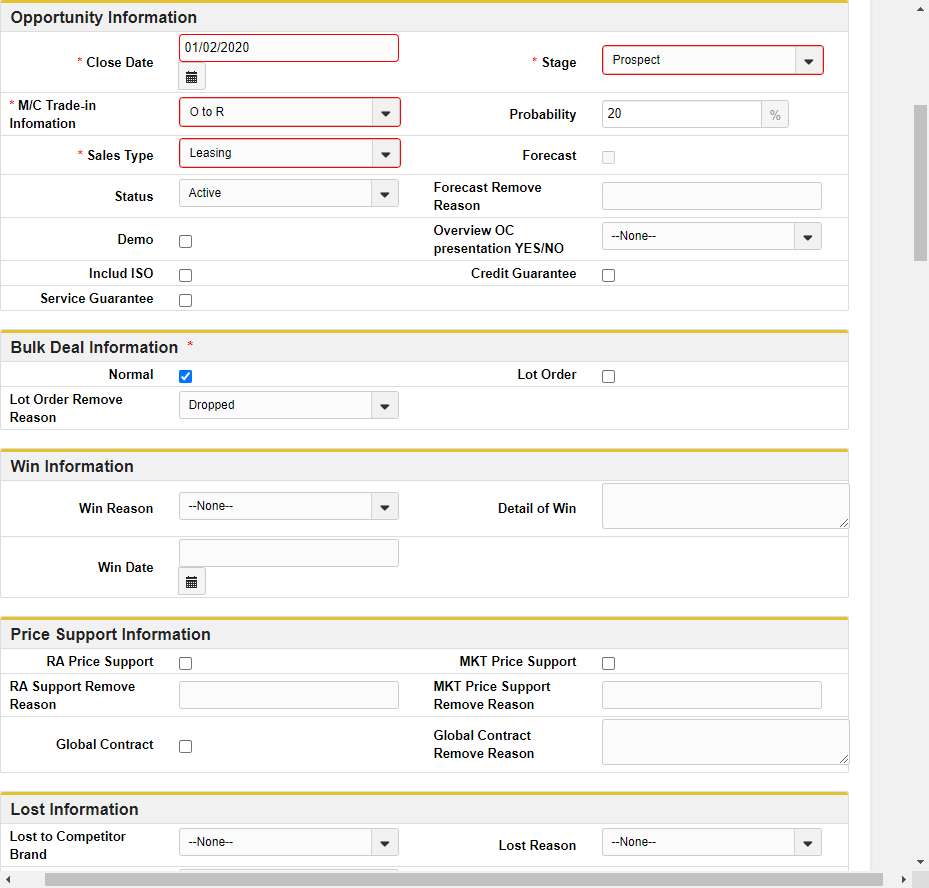 Opportunity Information
* Close Date 01/02/2020
* Stage Prospect
* M/C Trade-in
Infomation
O to R
Probability 20 %
* Sales Type Leasing
Forecast
Status Active
Forecast Remove
Reason
Demo
Overview OC
presentation YES/NO
--None--
Includ ISO
Credit Guarantee
Service Guarantee
Bulk Deal Information *
Normal
Lot Order
Lot Order Remove
Reason
Dropped
Win Information
Win Reason --None--
Detail of Win
Win Date
Price Support Information
RA Price Support
MKT Price Support
RA Support Remove
Reason
MKT Price Support
Remove Reason
Global Contract
Global Contract
Remove Reason
Lost Information
Lost to Competitor
Brand
--None--
Lost Reason --None--